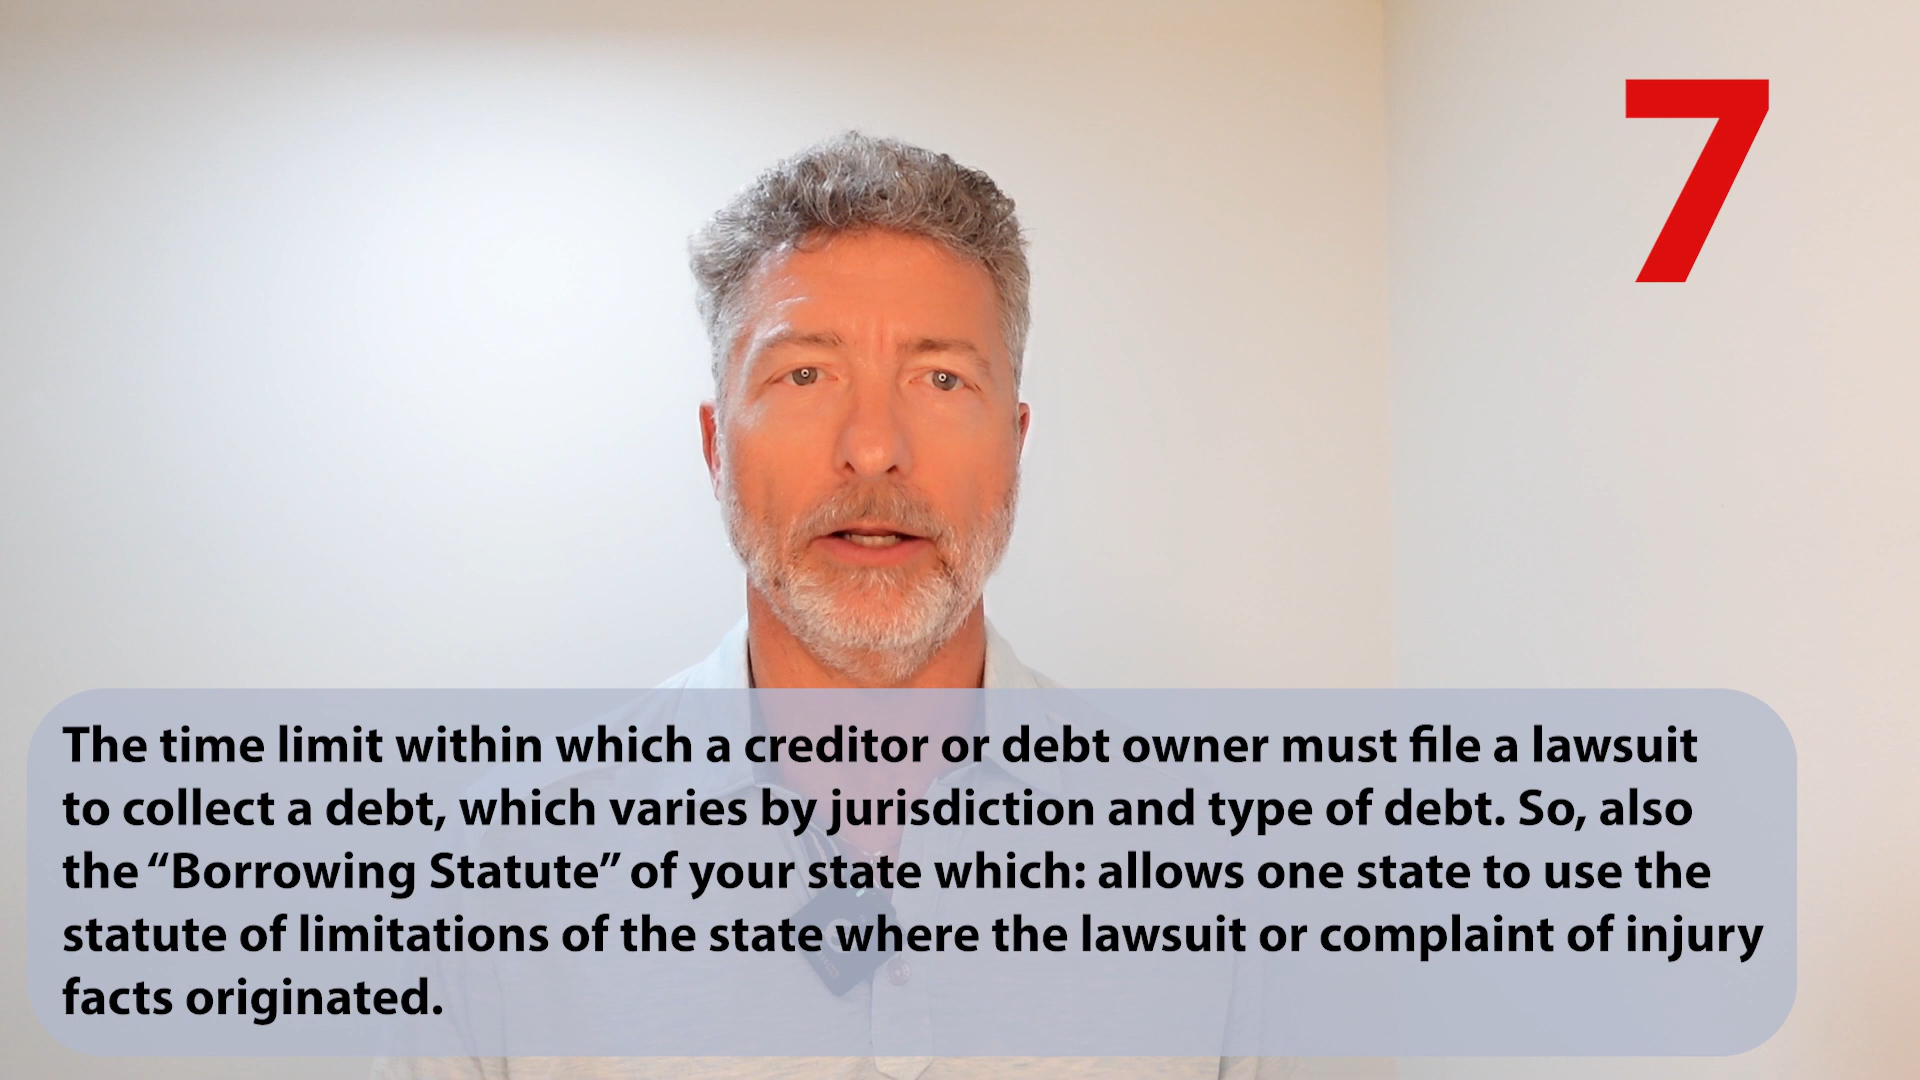 7
The time limit within which a creditor or debt owner must file a lawsuit
to collect a debt, which varies by jurisdiction and type of debt. So, also
the “Borrowing Statute” of your state which: allows one state to use the
statute of limitations of the state where the lawsuit or complaint of injury
facts originated.